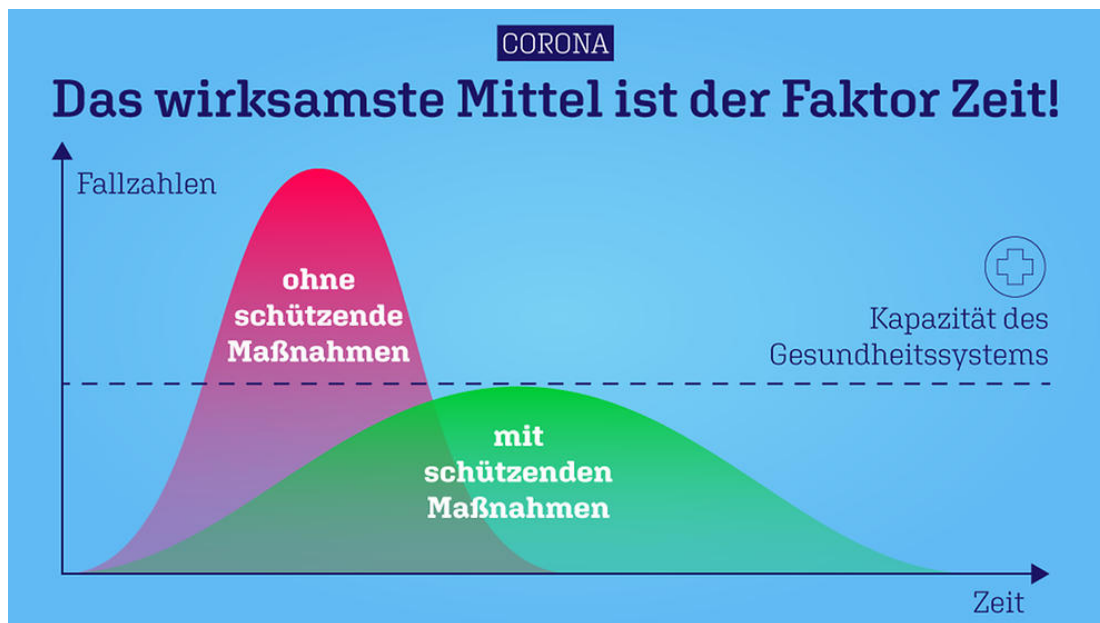 CORONA
Das wirksamste Mittel ist der Faktor Zeit!
Fallzahlen
ohne
schützende
Maßnahmen
Kapazität des
Gesundheitssystems
mit
schützenden
Maßnahmen
Zeit